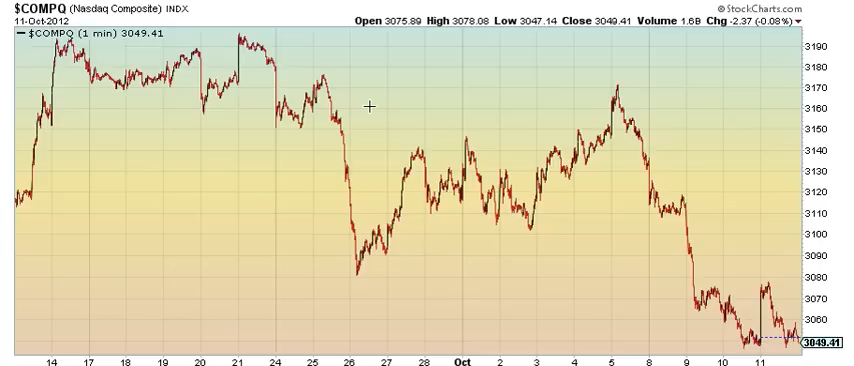 $COMPQ (Nasdaq Composite) INDX
© StockCharts.com
11-Oct-2012
Open 3075.89 High 3078.08 Low 3047.14 Close 3049.41 Volume 1.6B Chg -2.37 (-0.08%)
$COMPQ (1 min) 3049.41
3190
3180
3170
3160
3150
3140
3130
3120
3110
3100
3090
3080
3070
3060
3049.41
14 17 18 19 20 21 24 25 26 27 28 Oct 2 3 4 5 8 9 10 11